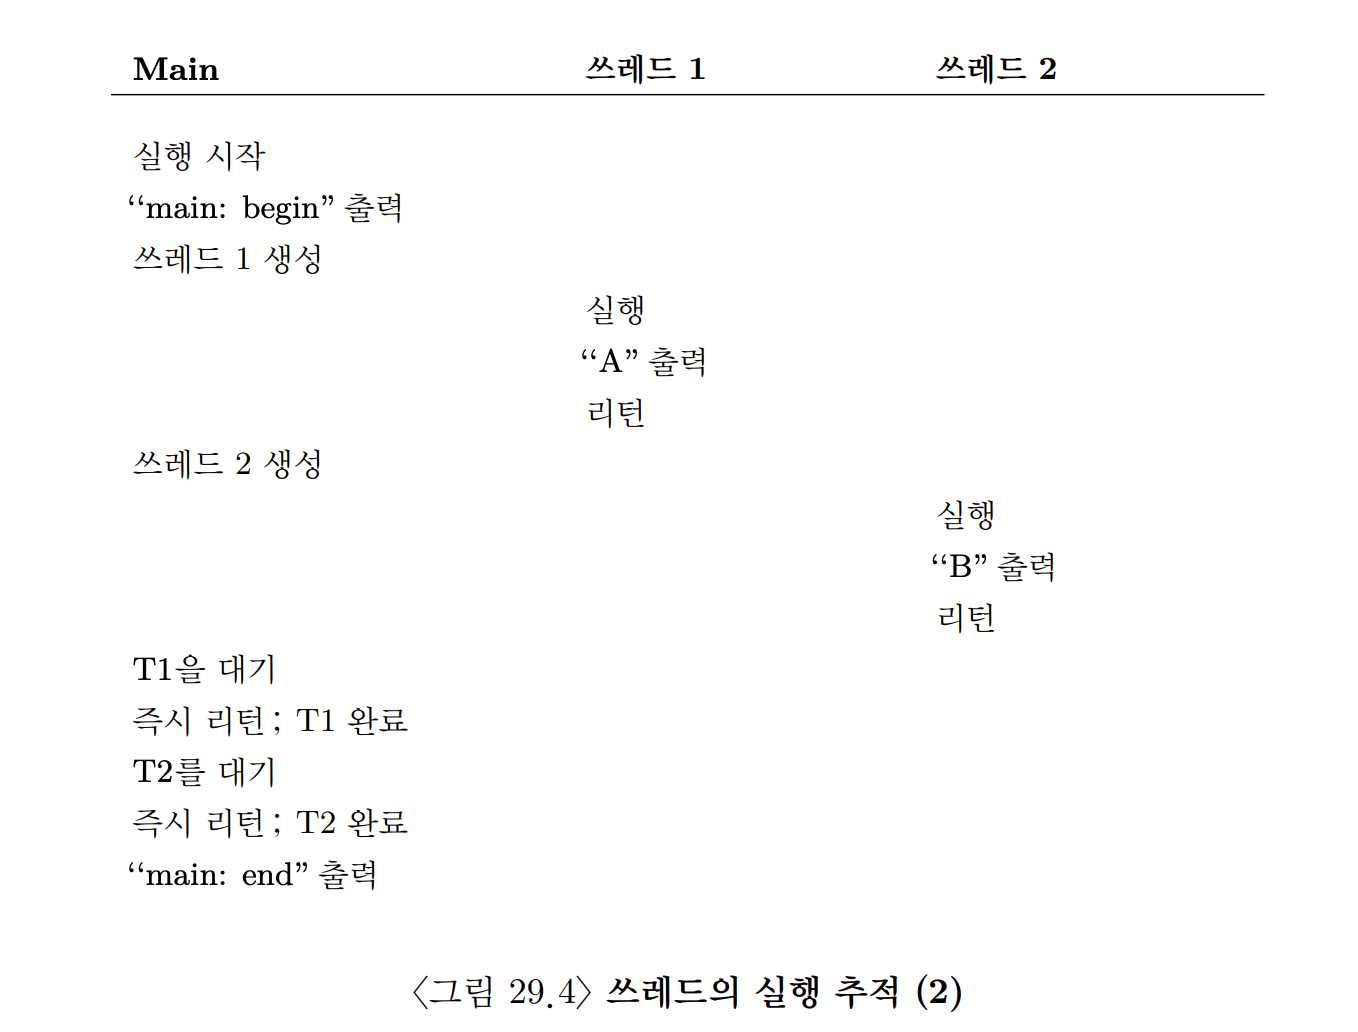 Main 쓰레드 1 쓰레드 2
실행 시작
“main: begin” 출력
쓰레드 1 생성
실행
“A” 출력
리턴
쓰레드 2 생성
실행
“B” 출력
리턴
T1을 대기
즉시 리턴; T1 완료
T2를 대기
즉시 리턴; T2 완료
“main: end” 출력
〈그림 29.4〉 쓰레드의 실행 추적 (2)